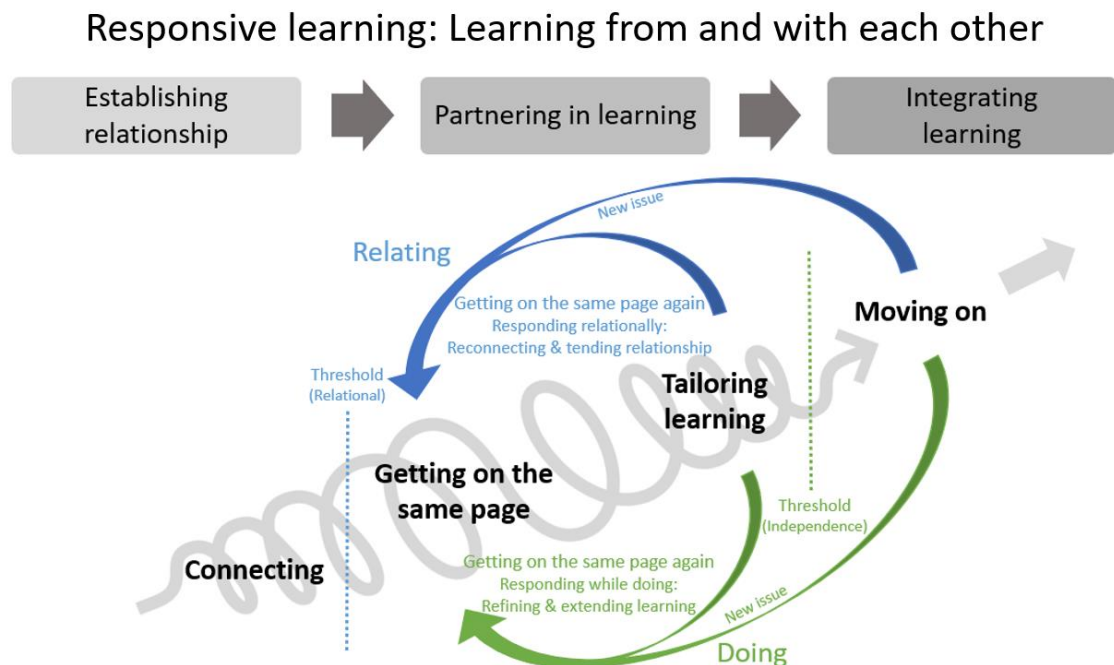 Responsive learning: Learning from and with each other
Establishing
relationship
Partnering in learning
Integrating
learning
New issue
Relating
Getting on the same page again
Responding relationally:
Reconnecting & tending relationship
Moving on
Threshold
(Relational)
Tailoring
learning
Getting on the
same page
Threshold
(Independence)
Connecting
Getting on the same page again
Responding while doing:
Refining & extending learning
New issue
Doing